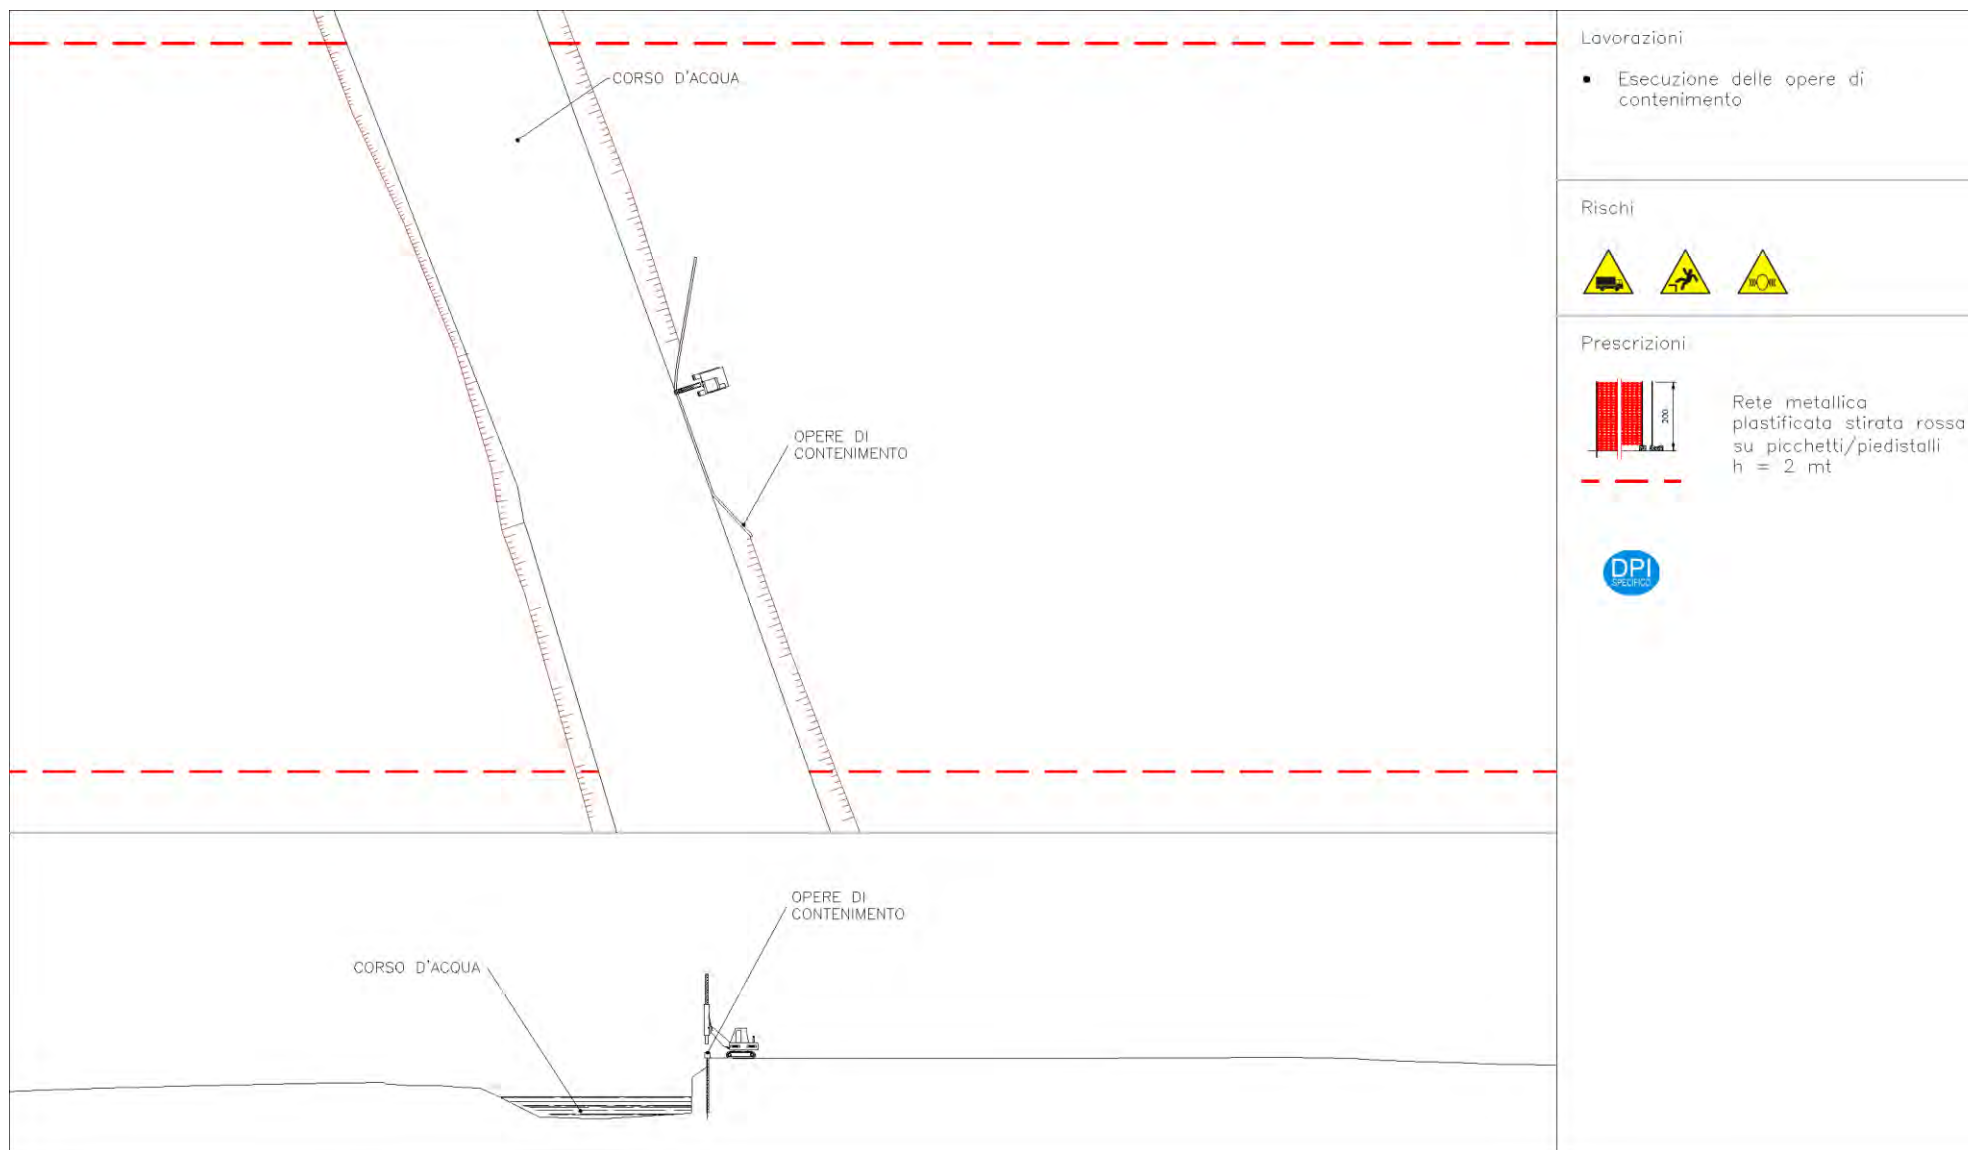 CORSO D'ACQUA
OPERE DI
CONTENIMENTO
OPERE DI
CONTENIMENTO
CORSO D'ACQUA
Lavorazioni
• Esecuzione delle opere di
contenimento
Rischi
Prescrizioni
200
Rete metallica
plastificata stirata rossa
su picchetti/piedistalli
h = 2 mt
DPI
SPECIFICO